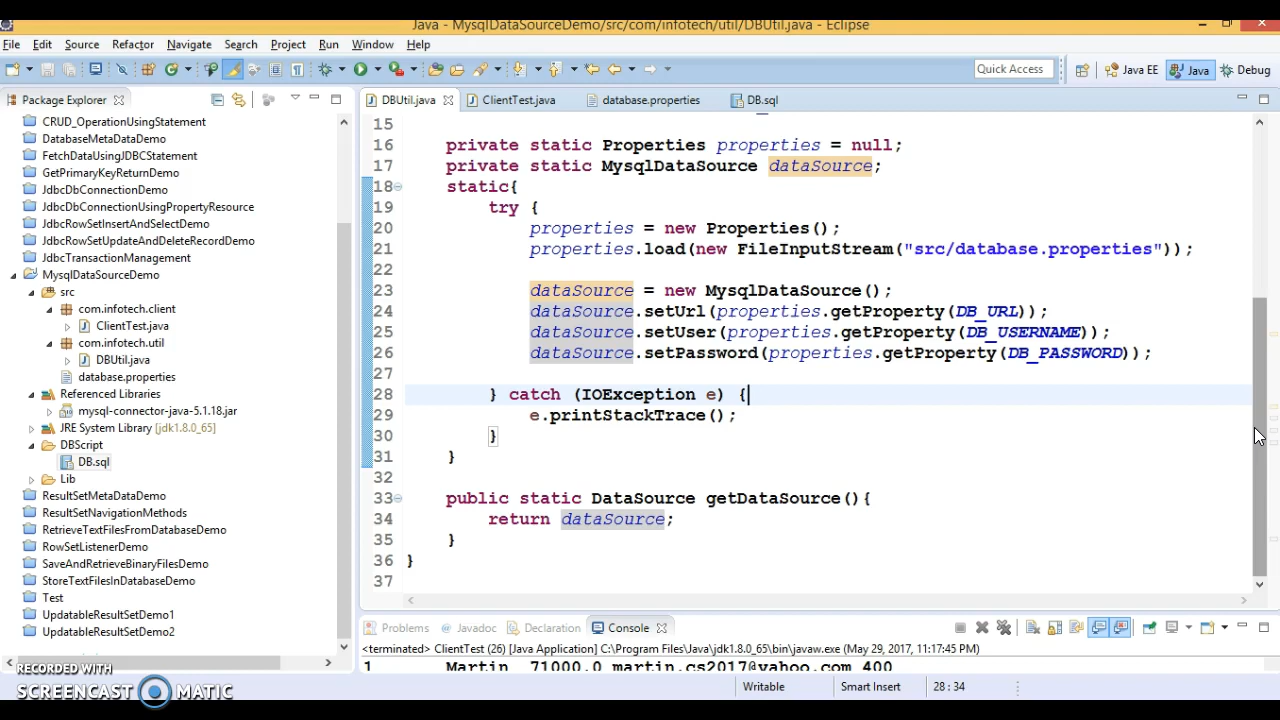 Java - MysqlDataSourceDemo/src/com/infotech/util/DBUtil.java - Eclipse
File Edit Source Refactor Navigate Search Project Run Window Help
Quick Access Java EE Java Debug
Package Explorer
CRUD_OperationUsingStatement
DatabaseMetaDataDemo
FetchDataUsingJDBCStatement
GetPrimaryKeyReturnDemo
JdbcDbConnectionDemo
JdbcDbConnectionUsingPropertyResource
JdbcRowSetInsertAndSelectDemo
JdbcRowSetUpdateAndDeleteRecordDemo
JdbcTransactionManagement
MysqlDataSourceDemo
src
com.infotech.client
ClientTest.java
com.infotech.util
DBUtil.java
database.properties
Referenced Libraries
mysql-connector-java-5.1.18.jar
JRE System Library [jdk1.8.0_65]
DBScript
DB.sql
Lib
ResultSetMetaDataDemo
ResultSetNavigationMethods
RetrieveTextFilesFromDatabaseDemo
RowSetListenerDemo
SaveAndRetrieveBinaryFilesDemo
StoreTextFilesInDatabaseDemo
Test
UpdatableResultSetDemo1
UpdatableResultSetDemo2
DBUtil.java ClientTest.java database.properties DB.sql
15
16 private static Properties properties = null;
17 private static MysqlDataSource dataSource;
18 static{
19 try {
20 properties = new Properties();
21 properties.load(new FileInputStream("src/database.properties"));
22
23 dataSource = new MysqlDataSource();
24 dataSource.setUrl(properties.getProperty(DB_URL));
25 dataSource.setUser(properties.getProperty(DB_USERNAME));
26 dataSource.setPassword(properties.getProperty(DB_PASSWORD));
27
28 } catch (IOException e) {
29 e.printStackTrace();
30 }
31 }
32
33 public static DataSource getDataSource(){
34 return dataSource;
35 }
36 }
37
Problems Javadoc Declaration Console
<terminated> ClientTest (26) [Java Application] C:\Program Files\Java\jdk1.8.0_65\bin\javaw.exe (May 29, 2017, 11:17:45 PM)
1 Martin 71000.0 martin.cs2017@yahoo.com 400
Writable Smart Insert 28 : 34
RECORDED WITH
SCREENCAST MATIC